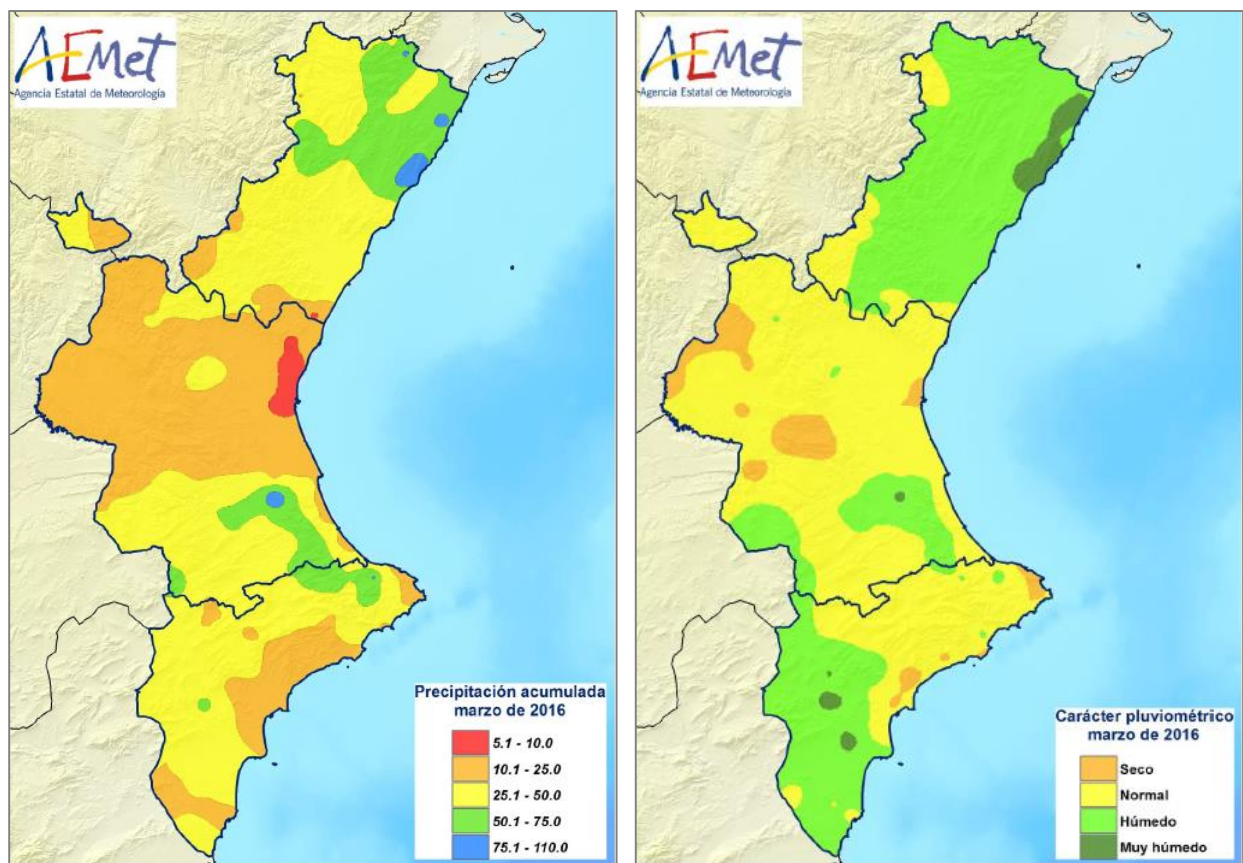 AEMet
Agencia Estatal de Meteorología
Precipitación acumulada
marzo de 2016
5.1 - 10.0
10.1 - 25.0
25.1 - 50.0
50.1 - 75.0
75.1 - 110.0
AEMet
Agencia Estatal de Meteorología
Carácter pluviométrico
marzo de 2016
Seco
Normal
Húmedo
Muy húmedo